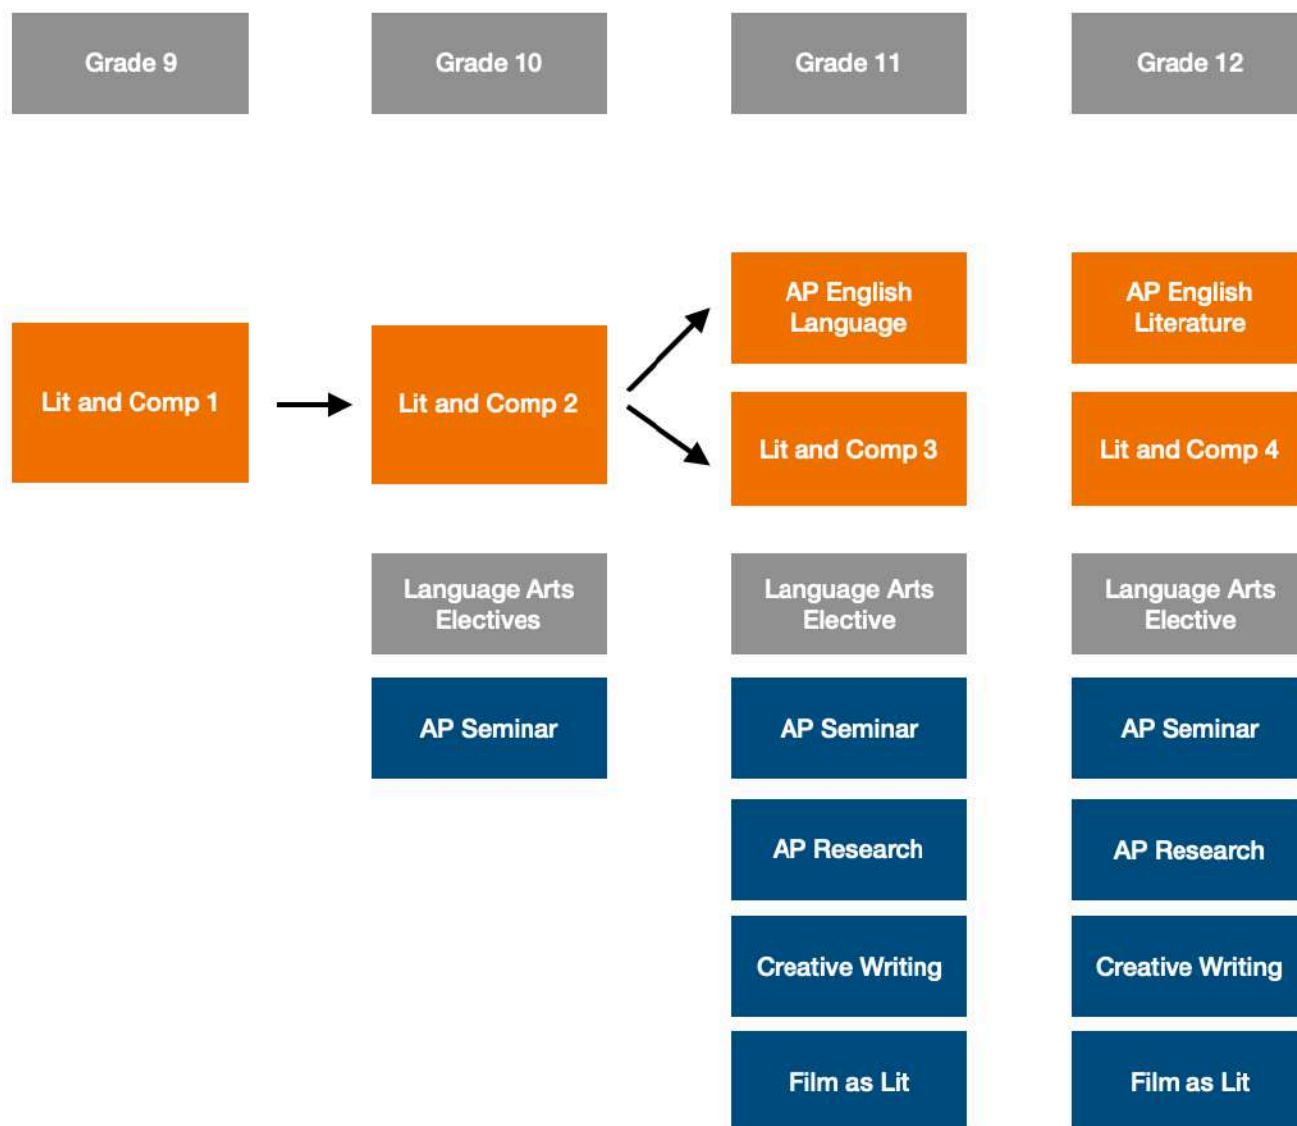 Grade 9
Grade 10
Grade 11
Grade 12
AP English
Language
AP English
Literature
Lit and Comp 1
Lit and Comp 2
Lit and Comp 3
Lit and Comp 4
Language Arts
Electives
Language Arts
Elective
Language Arts
Elective
AP Seminar
AP Seminar
AP Seminar
AP Research
AP Research
Creative Writing
Creative Writing
Film as Lit
Film as Lit